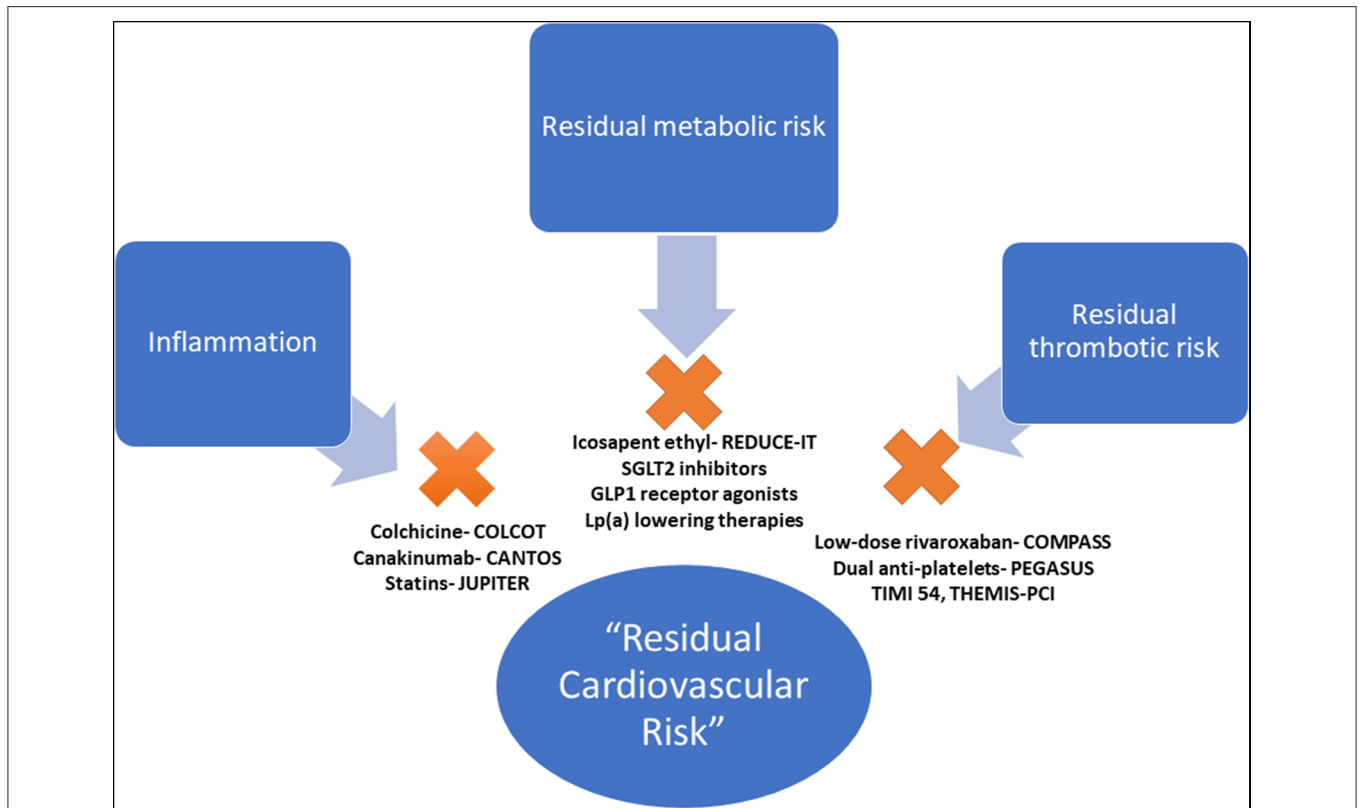 Residual metabolic risk
Inflammation
Residual
thrombotic risk
Icosapent ethyl- REDUCE-IT
SGLT2 inhibitors
GLP1 receptor agonists
Lp(a) lowering therapies
Colchicine- COLCOT
Canakinumab- CANTOS
Statins- JUPITER
Low-dose rivaroxaban- COMPASS
Dual anti-platelets- PEGASUS
TIMI 54, THEMIS-PCI
“Residual
Cardiovascular
Risk”